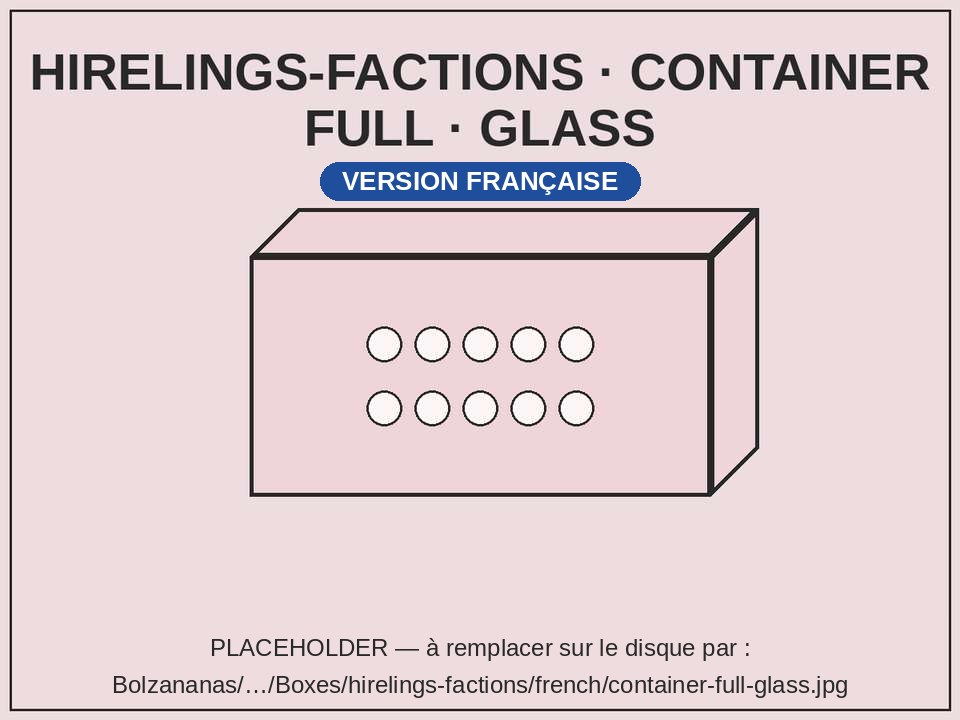 HIRELINGS-FACTIONS · CONTAINER
FULL · GLASS
VERSION FRANÇAISE
PLACEHOLDER — à remplacer sur le disque par :
Bolzananas/…/Boxes/hirelings-factions/french/container-full-glass.jpg